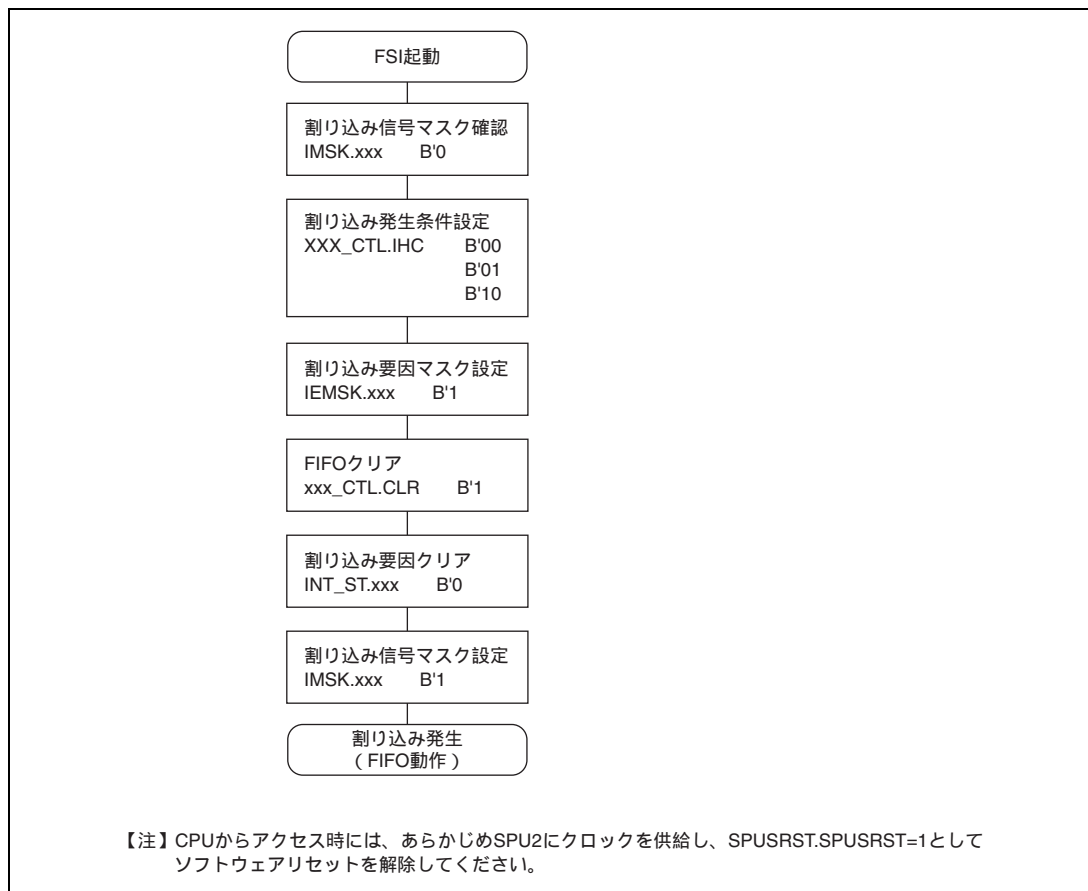 FSI起動
割り込み信号マスク確認
IMSK.xxx B'0
割り込み発生条件設定
XXX_CTL.IHC B'00
B'01
B'10
割り込み要因マスク設定
IEMSK.xxx B'1
FIFOクリア
xxx_CTL.CLR B'1
割り込み要因クリア
INT_ST.xxx B'0
割り込み信号マスク設定
IMSK.xxx B'1
割り込み発生
（FIFO動作）
【注】CPUからアクセス時には、あらかじめSPU2にクロックを供給し、SPUSRST.SPUSRST=1として
ソフトウェアリセットを解除してください。